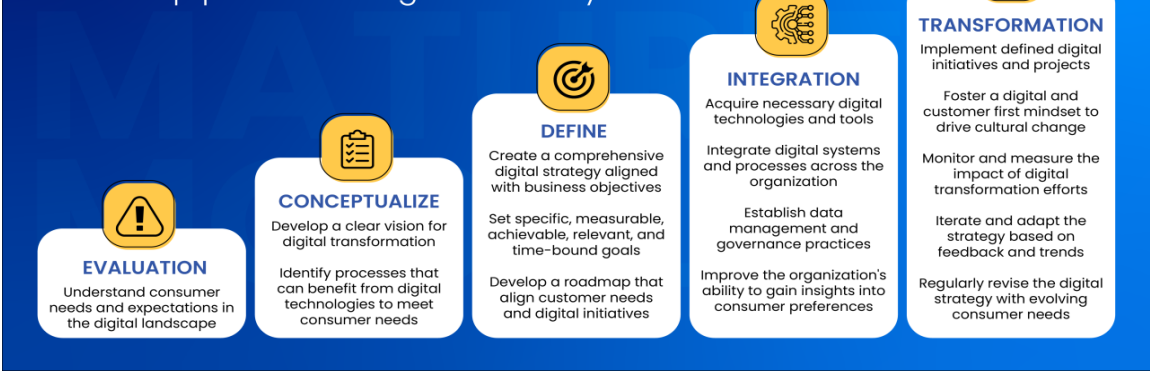 EVALUATION
Understand consumer
needs and expectations in
the digital landscape
CONCEPTUALIZE
Develop a clear vision for
digital transformation
Identify processes that
can benefit from digital
technologies to meet
consumer needs
DEFINE
Create a comprehensive
digital strategy aligned
with business objectives
Set specific, measurable,
achievable, relevant, and
time-bound goals
Develop a roadmap that
align customer needs
and digital initiatives
INTEGRATION
Acquire necessary digital
technologies and tools
Integrate digital systems
and processes across the
organization
Establish data
management and
governance practices
Improve the organization's
ability to gain insights into
consumer preferences
TRANSFORMATION
Implement defined digital
initiatives and projects
Foster a digital and
customer first mindset to
drive cultural change
Monitor and measure the
impact of digital
transformation efforts
Iterate and adapt the
strategy based on
feedback and trends
Regularly revise the digital
strategy with evolving
consumer needs